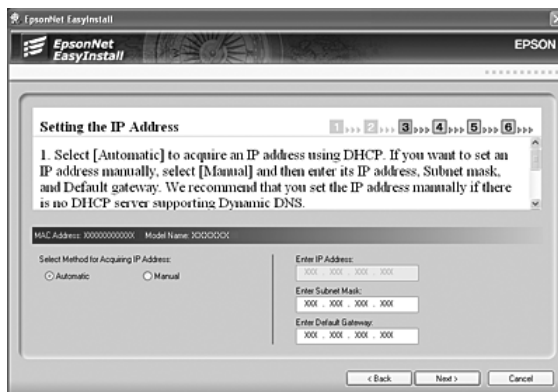 EpsonNet EasyInstall
EpsonNet
EasyInstall
EPSON
Setting the IP Address
1 2 3 4 5 6
1. Select [Automatic] to acquire an IP address using DHCP. If you want to set an
IP address manually, select [Manual] and then enter its IP address, Subnet mask,
and Default gateway. We recommend that you set the IP address manually if there
is no DHCP server supporting Dynamic DNS.
MAC Address: XXXXXXXXXXXX Model Name: XXXXXXX
Select Method for Acquiring IP Address:
Automatic Manual
Enter IP Address:
XXX . XXX . XXX . XXX
Enter Subnet Mask:
XXX . XXX . XXX . XXX
Enter Default Gateway:
XXX . XXX . XXX . XXX
< Back Next > Cancel